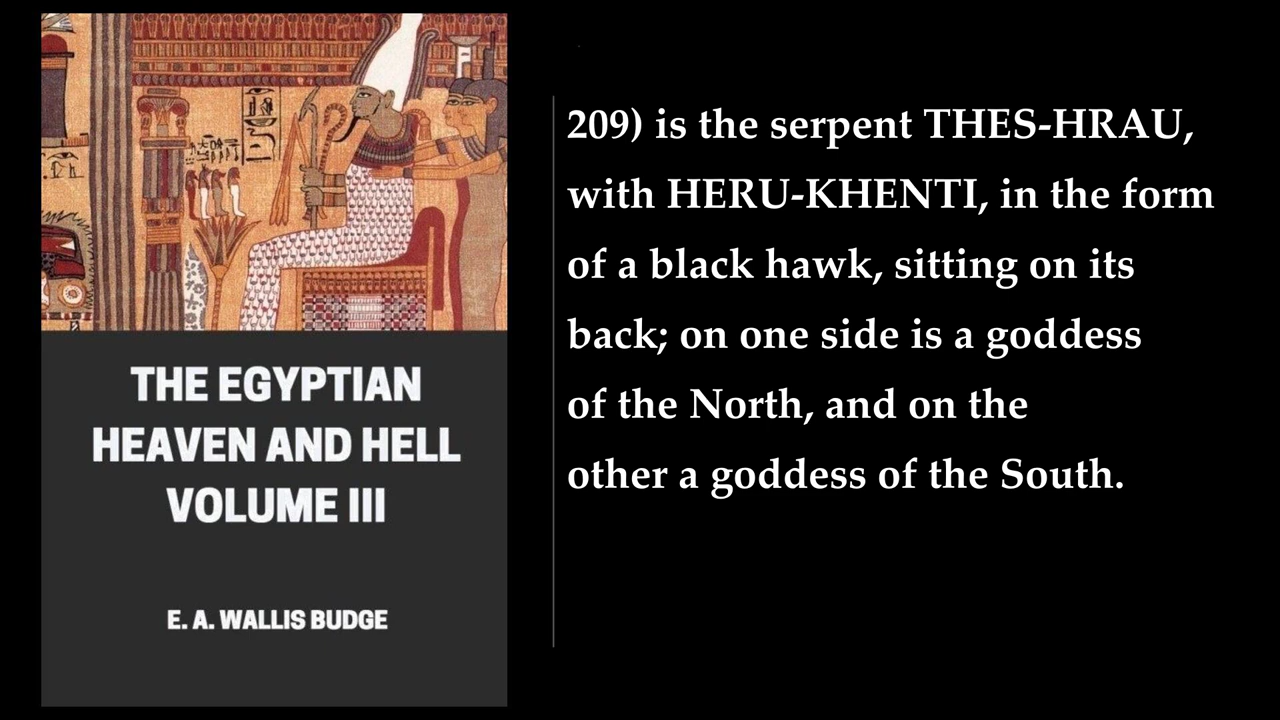 THE EGYPTIAN
HEAVEN AND HELL
VOLUME III
E. A. WALLIS BUDGE
209) is the serpent THES-HRAU,
with HERU-KHENTI, in the form
of a black hawk, sitting on its
back; on one side is a goddess
of the North, and on the
other a goddess of the South.